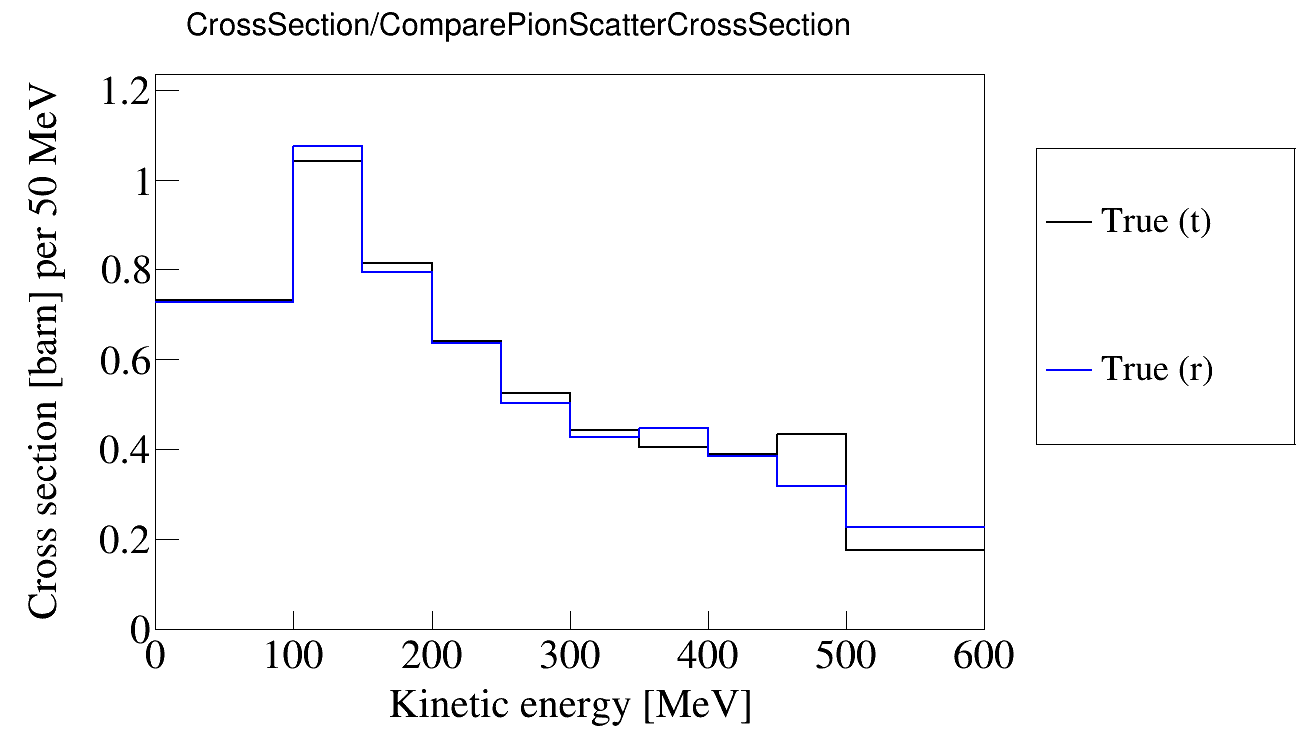 CrossSection/ComparePionScatterCrossSection
Cross section [barn] per 50 MeV
1.2
1
0.8
0.6
0.4
0.2
0
0 100 200 300 400 500 600
Kinetic energy [MeV]
True (t)
True (r)